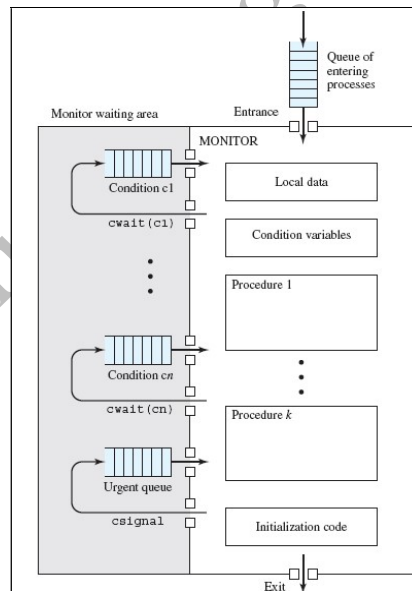 Queue of
entering
processes
Entrance
Monitor waiting area
MONITOR
Condition c1
Local data
cwait(c1)
Condition variables
Procedure 1
Condition cn
cwait(cn)
Procedure k
Urgent queue
csignal
Initialization code
Exit